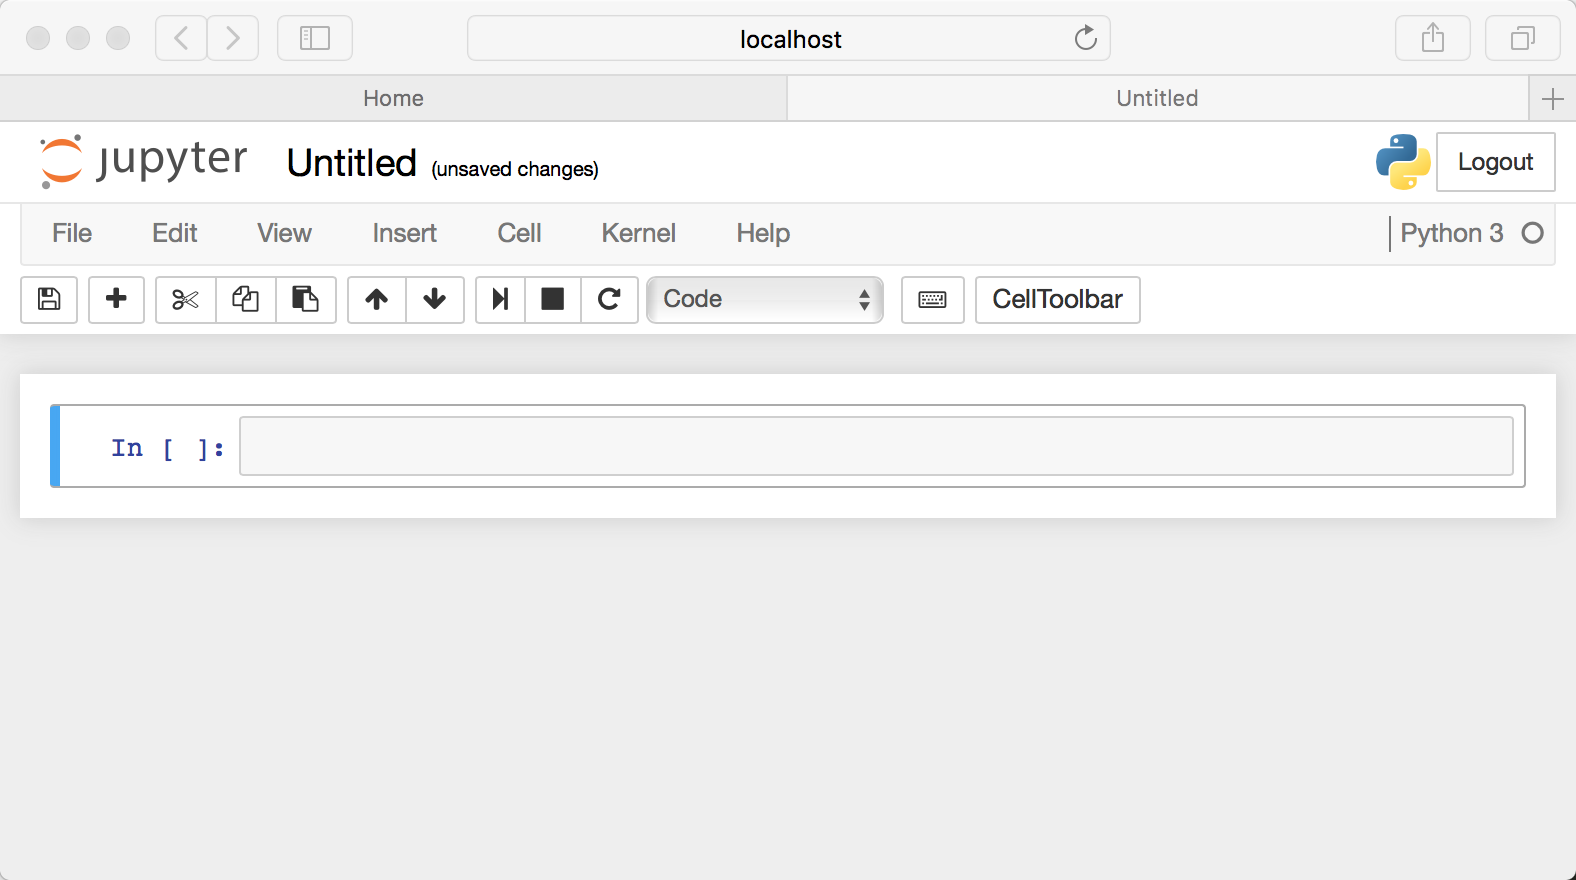 localhost
Home Untitled
jupyter Untitled (unsaved changes) Logout
File Edit View Insert Cell Kernel Help Python 3
Code CellToolbar
In [ ]: